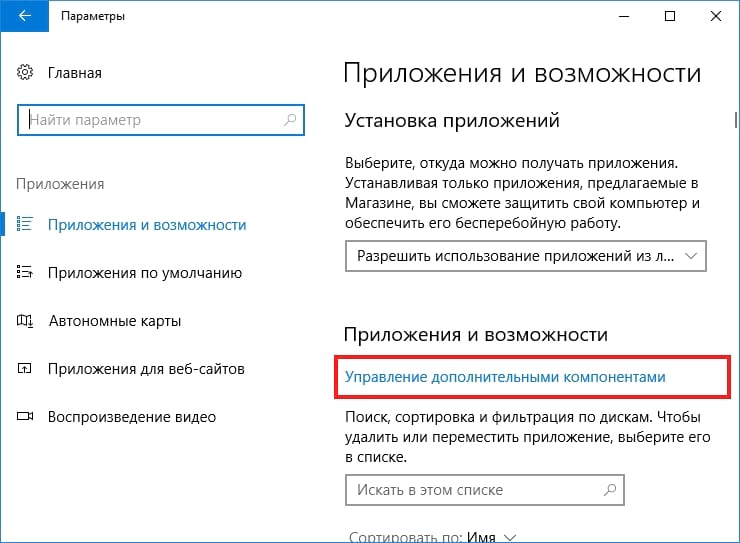 Параметры
Главная
Найти параметр
Приложения
Приложения и возможности
Приложения по умолчанию
Автономные карты
Приложения для веб-сайтов
Воспроизведение видео
Приложения и возможности
Установка приложений
Выберите, откуда можно получать приложения.
Устанавливая только приложения, предлагаемые в
Магазине, вы сможете защитить свой компьютер и
обеспечить его бесперебойную работу.
Разрешить использование приложений из л...
Приложения и возможности
Управление дополнительными компонентами
Поиск, сортировка и фильтрация по дискам. Чтобы
удалить или переместить приложение, выберите его
в списке.
Искать в этом списке
Сортировать по: Имя